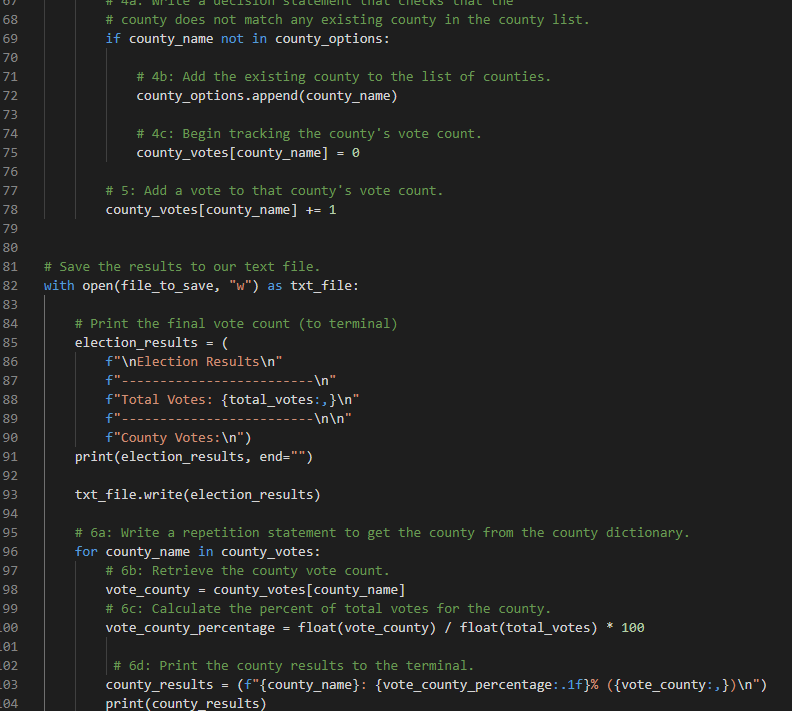 67 # 4a: Write a decision statement that checks that the
68 # county does not match any existing county in the county list.
69 if county_name not in county_options:
70
71 # 4b: Add the existing county to the list of counties.
72 county_options.append(county_name)
73
74 # 4c: Begin tracking the county's vote count.
75 county_votes[county_name] = 0
76
77 # 5: Add a vote to that county's vote count.
78 county_votes[county_name] += 1
79
80
81 # Save the results to our text file.
82 with open(file_to_save, "w") as txt_file:
83
84 # Print the final vote count (to terminal)
85 election_results = (
86 f"\nElection Results\n"
87 f"-------------------------\n"
88 f"Total Votes: {total_votes:,}\n"
89 f"-------------------------\n\n"
90 f"County Votes:\n")
91 print(election_results, end="")
92
93 txt_file.write(election_results)
94
95 # 6a: Write a repetition statement to get the county from the county dictionary.
96 for county_name in county_votes:
97 # 6b: Retrieve the county vote count.
98 vote_county = county_votes[county_name]
99 # 6c: Calculate the percent of total votes for the county.
00 vote_county_percentage = float(vote_county) / float(total_votes) * 100
01
02 # 6d: Print the county results to the terminal.
03 county_results = (f"{county_name}: {vote_county_percentage:.1f}% ({vote_county:,})\n")
04 print(county_results)